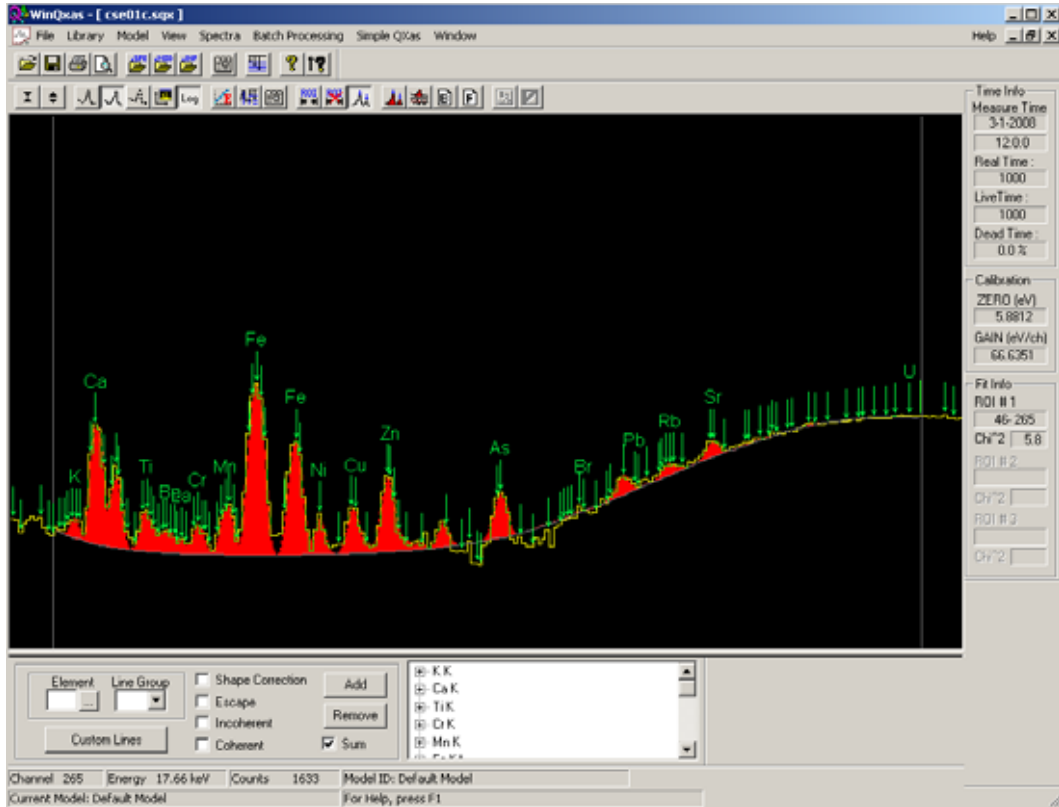 WinQxas - [ cse01c.sqx ]
File Library Model View Spectra Batch Processing Simple QXas Window Help
Log
E F
Time Info
Measure Time
3-1-2008
12:0:0
Real Time :
1000
LiveTime :
1000
Dead Time :
0.0 %
Calibration
ZERO (eV)
5.8812
GAIN (eV/ch)
66.6351
Fit Info
ROI # 1
46- 265
Chi^2 5.8
ROI # 2
Chi^2
ROI # 3
Chi^2
Fe
Ca Fe U
Sr
Zn Rb
As Pb
K Ti Cr Mn Ni Cu Br
Ba
Element Line Group
...
Custom Lines
Shape Correction
Escape
Incoherent
Coherent
Add
Remove
Sum
K K
Ca K
Ti K
Cr K
Mn K
Channel 265 Energy 17.66 keV Counts 1633 Model ID: Default Model
Current Model: Default Model For Help, press F1